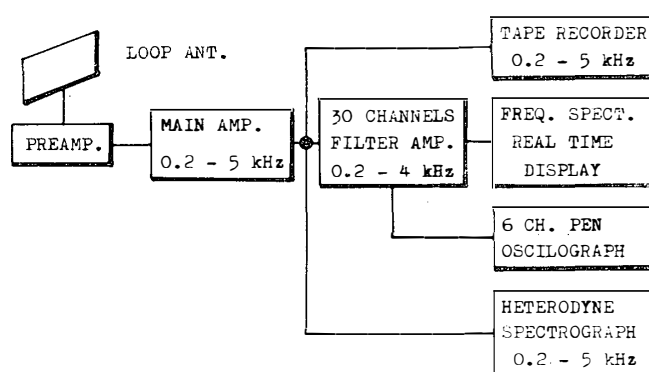 LOOP ANT.
PREAMP.
MAIN AMP.
0.2 - 5 kHz
30 CHANNELS
FILTER AMP.
0.2 - 4 kHz
TAPE RECORDER
0.2 - 5 kHz
FREQ. SPECT.
REAL TIME
DISPLAY
6 CH. PEN
OSCILOGRAPH
HETERODYNE
SPECTROGRAPH
0.2 - 5 kHz